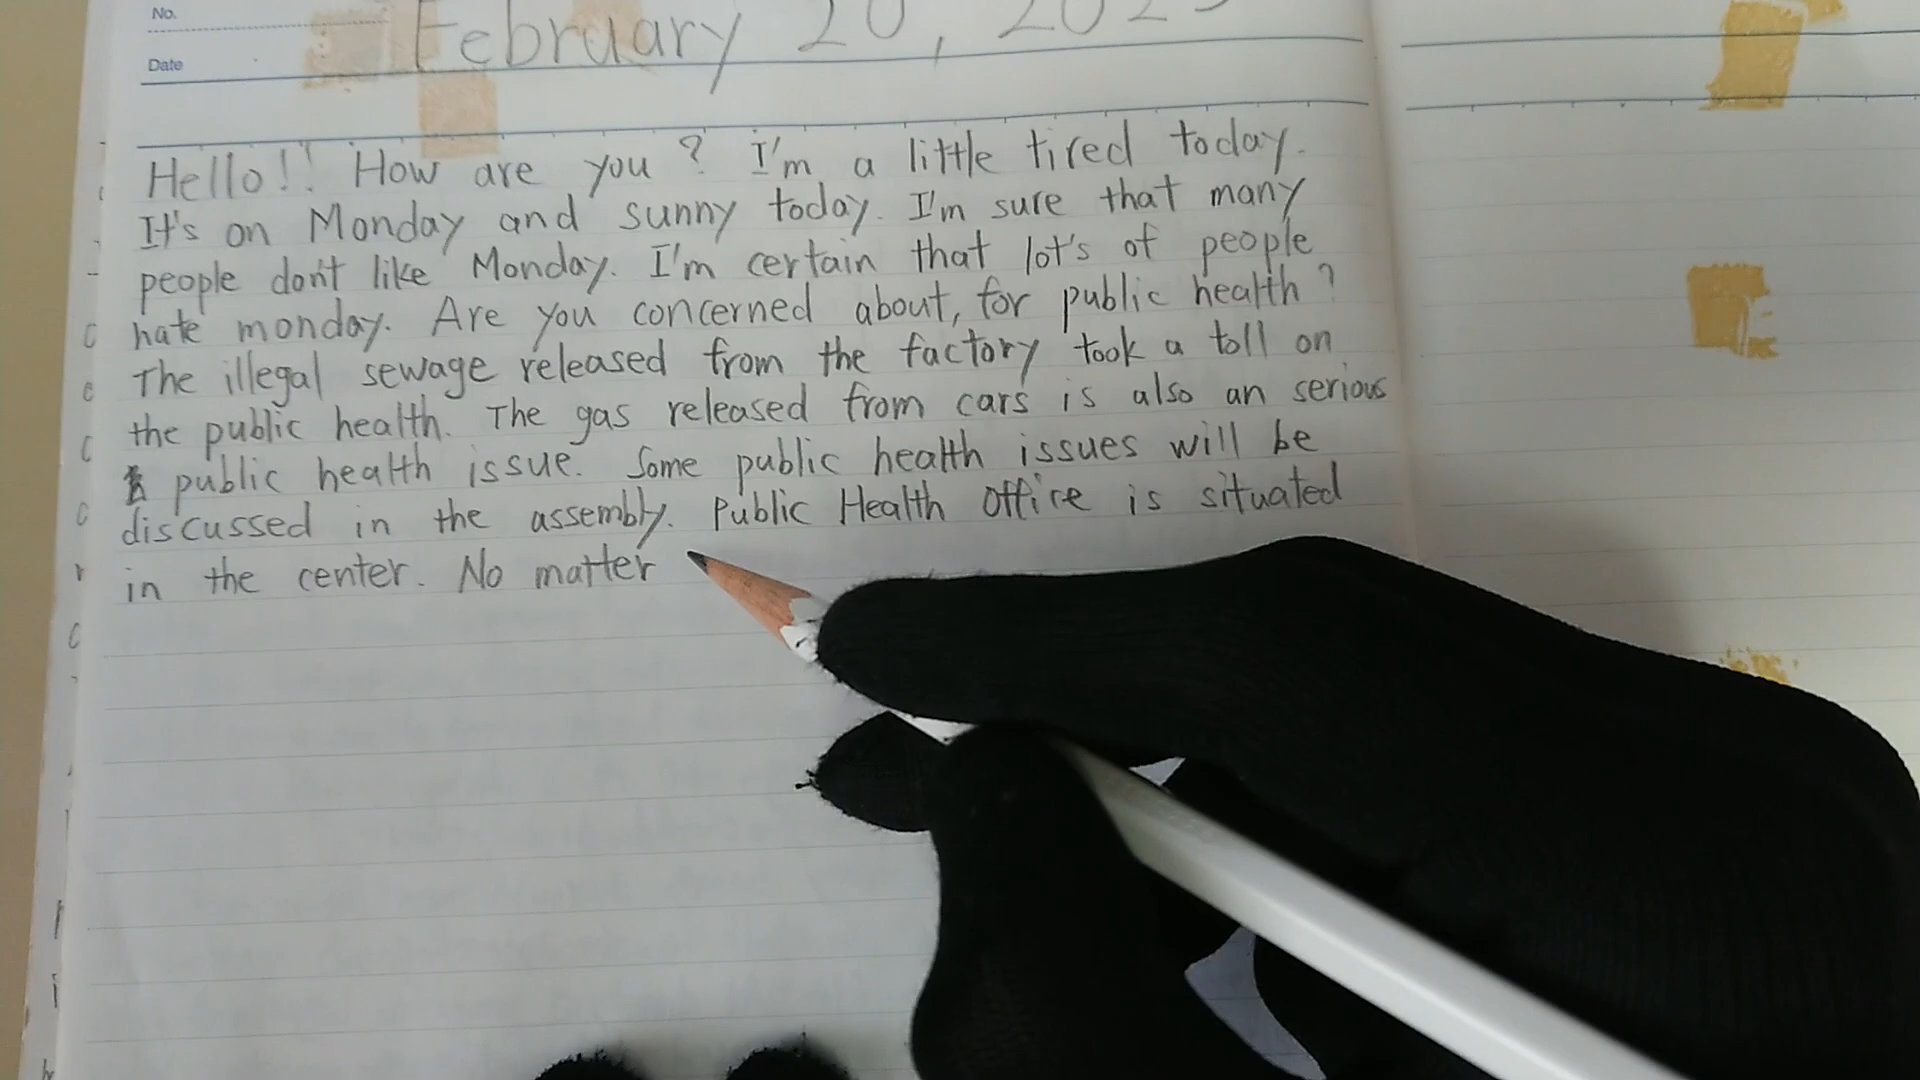 No.
February 20, 202
Date
Hello!! How are you? I'm a little tired today.
It's on Monday and sunny today. I'm sure that many
people don't like Monday. I'm certain that lot's of people
hate monday. Are you concerned about, for public health?
The illegal sewage released from the factory took a toll on
the public health. The gas released from cars is also an serious
public health issue. Some public health issues will be
discussed in the assembly. Public Health Office is situated
in the center. No matter